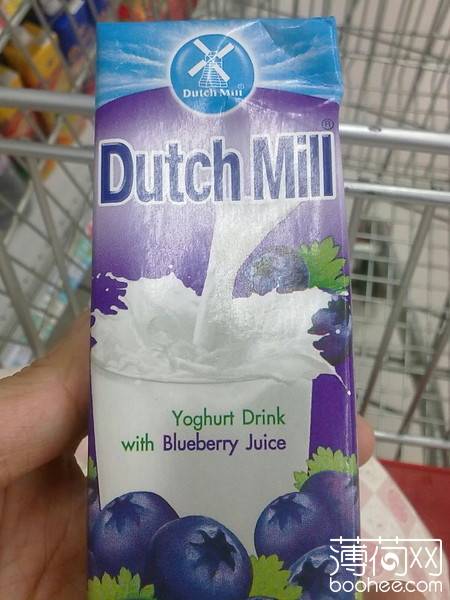 Dutch Mill®
Dutch Mill®
Yoghurt Drink
with Blueberry Juice
薄荷网
boohee.com